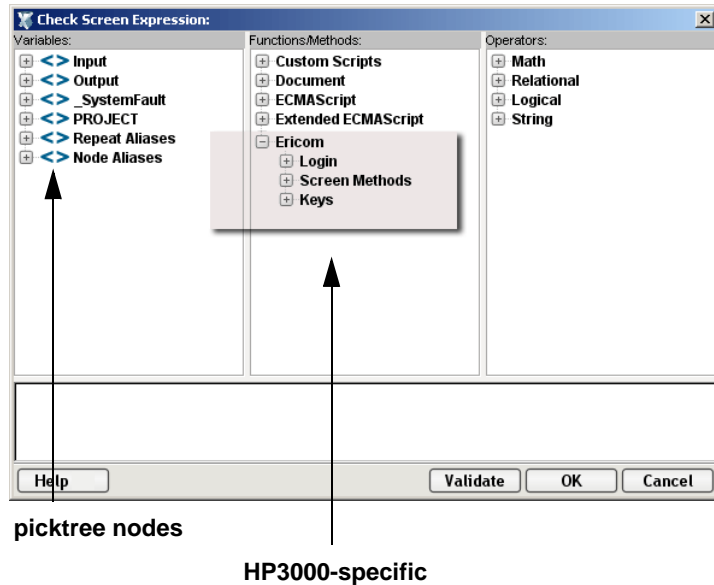 Check Screen Expression:
Variables:
Functions/Methods:
Operators:
<> Input
<> Output
<> _SystemFault
<> PROJECT
<> Repeat Aliases
<> Node Aliases
Custom Scripts
Document
ECMAScript
Extended ECMAScript
Ericom
Login
Screen Methods
Keys
Math
Relational
Logical
String
Help
Validate
OK
Cancel
picktree nodes
HP3000-specific